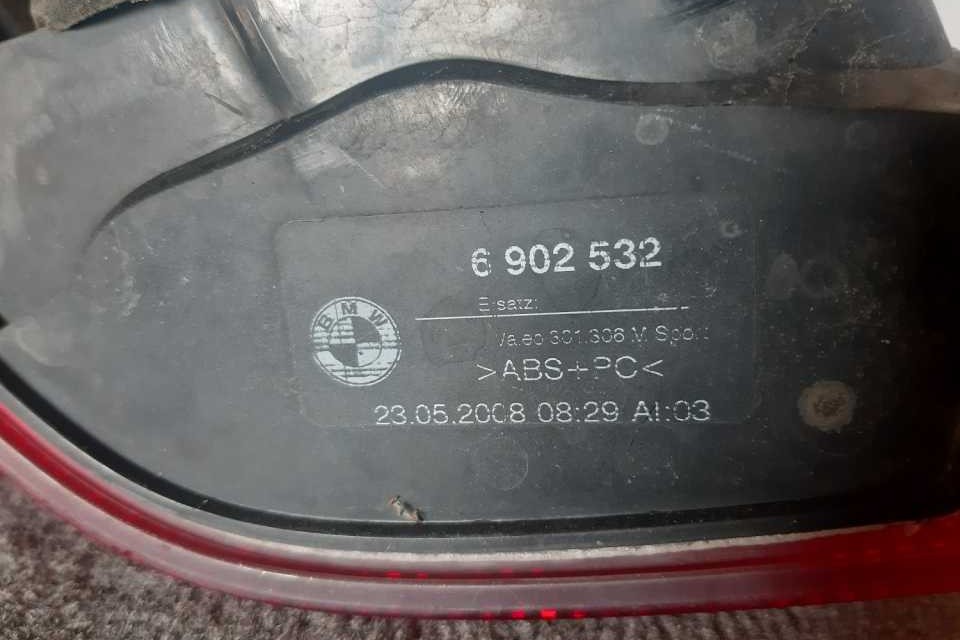 6 902 532
Ersatz:
BMW
Valeo 301.306 M Sport
>ABS+PC<
23.05.2008 08:29 AI:03